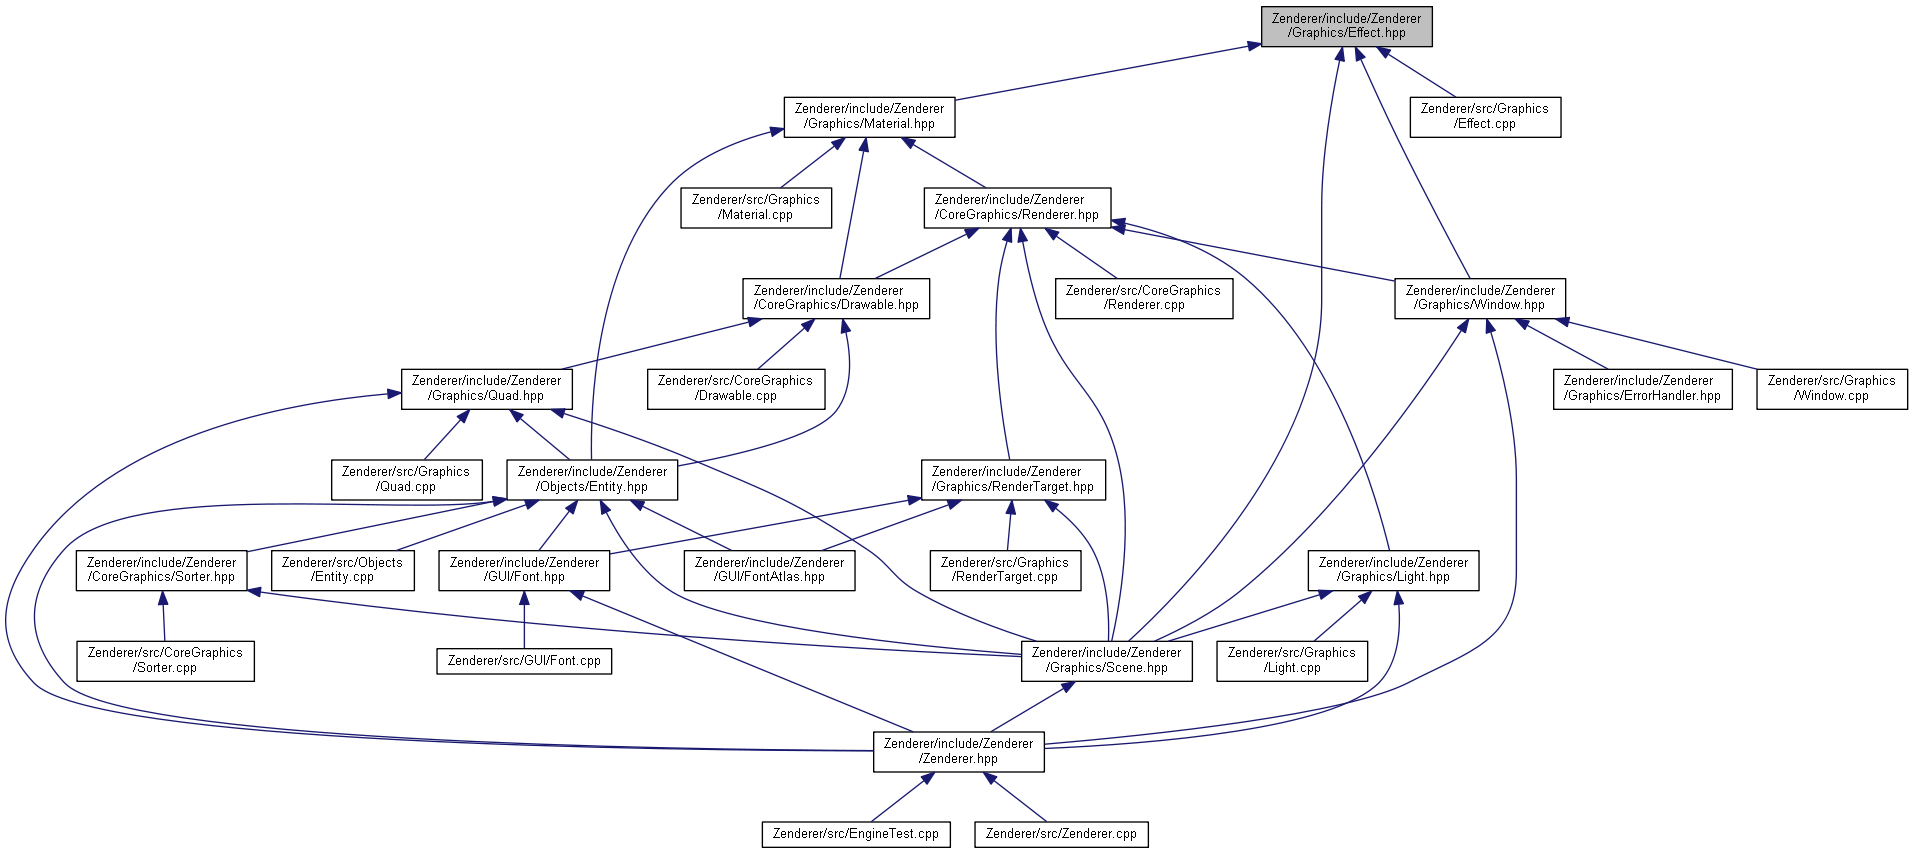 Zenderer/include/Zenderer
/Graphics/Effect.hpp
Zenderer/include/Zenderer
/Graphics/Material.hpp
Zenderer/src/Graphics
/Effect.cpp
Zenderer/src/Graphics
/Material.cpp
Zenderer/include/Zenderer
/CoreGraphics/Renderer.hpp
Zenderer/include/Zenderer
/CoreGraphics/Drawable.hpp
Zenderer/src/CoreGraphics
/Renderer.cpp
Zenderer/include/Zenderer
/Graphics/Window.hpp
Zenderer/include/Zenderer
/Graphics/Quad.hpp
Zenderer/src/CoreGraphics
/Drawable.cpp
Zenderer/include/Zenderer
/Graphics/ErrorHandler.hpp
Zenderer/src/Graphics
/Window.cpp
Zenderer/src/Graphics
/Quad.cpp
Zenderer/include/Zenderer
/Objects/Entity.hpp
Zenderer/include/Zenderer
/Graphics/RenderTarget.hpp
Zenderer/include/Zenderer
/CoreGraphics/Sorter.hpp
Zenderer/src/Objects
/Entity.cpp
Zenderer/include/Zenderer
/GUI/Font.hpp
Zenderer/include/Zenderer
/GUI/FontAtlas.hpp
Zenderer/src/Graphics
/RenderTarget.cpp
Zenderer/include/Zenderer
/Graphics/Light.hpp
Zenderer/src/CoreGraphics
/Sorter.cpp
Zenderer/src/GUI/Font.cpp
Zenderer/include/Zenderer
/Graphics/Scene.hpp
Zenderer/src/Graphics
/Light.cpp
Zenderer/include/Zenderer
/Zenderer.hpp
Zenderer/src/EngineTest.cpp
Zenderer/src/Zenderer.cpp